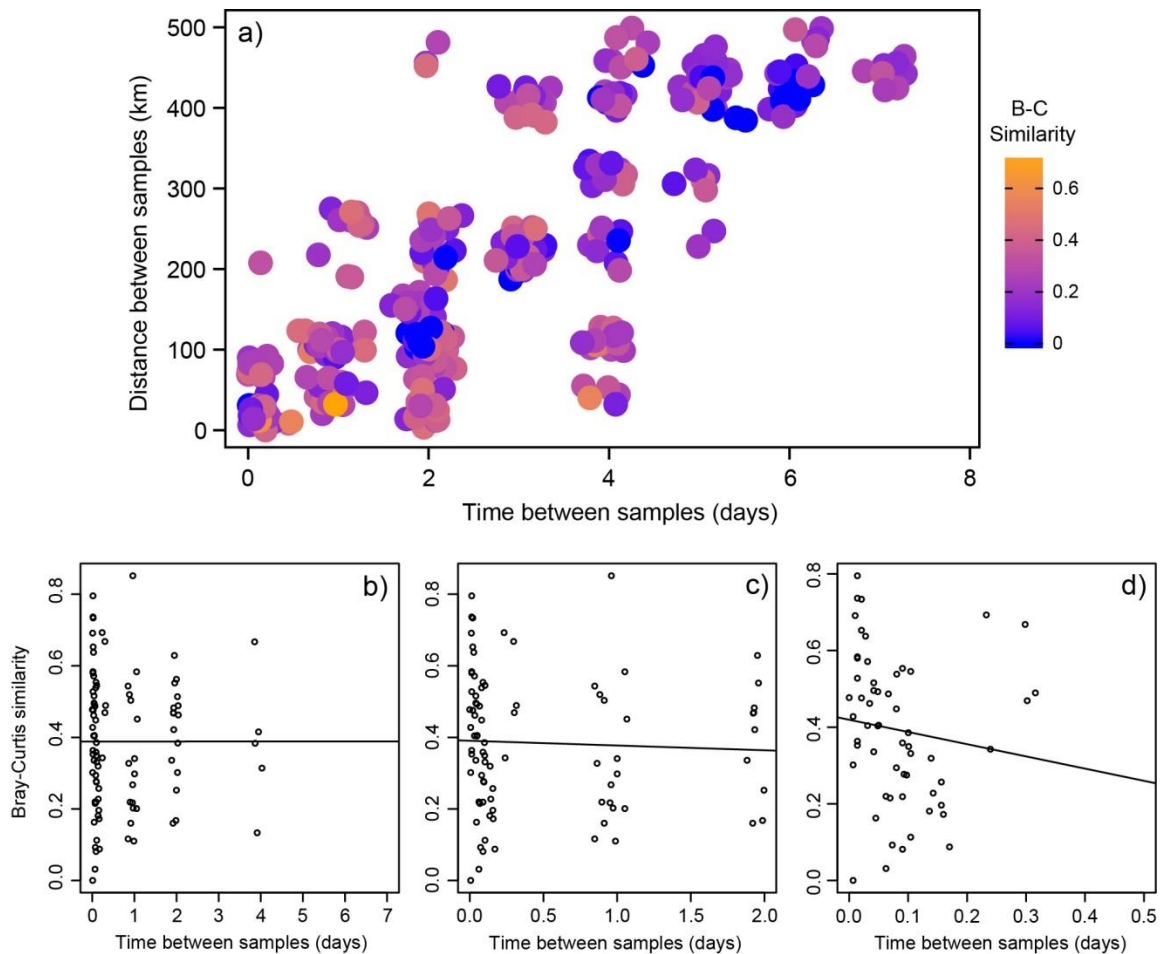 a)
500
400
300
200
100
0
Distance between samples (km)
0 2 4 6 8
Time between samples (days)
B-C
Similarity
0.6
0.4
0.2
0
b)
0.8
0.6
0.4
0.2
0.0
Bray-Curtis similarity
0 1 2 3 4 5 6 7
Time between samples (days)
c)
0.8
0.6
0.4
0.2
0.0
0.0 0.5 1.0 1.5 2.0
Time between samples (days)
d)
0.8
0.6
0.4
0.2
0.0
0.0 0.1 0.2 0.3 0.4 0.5
Time between samples (days)